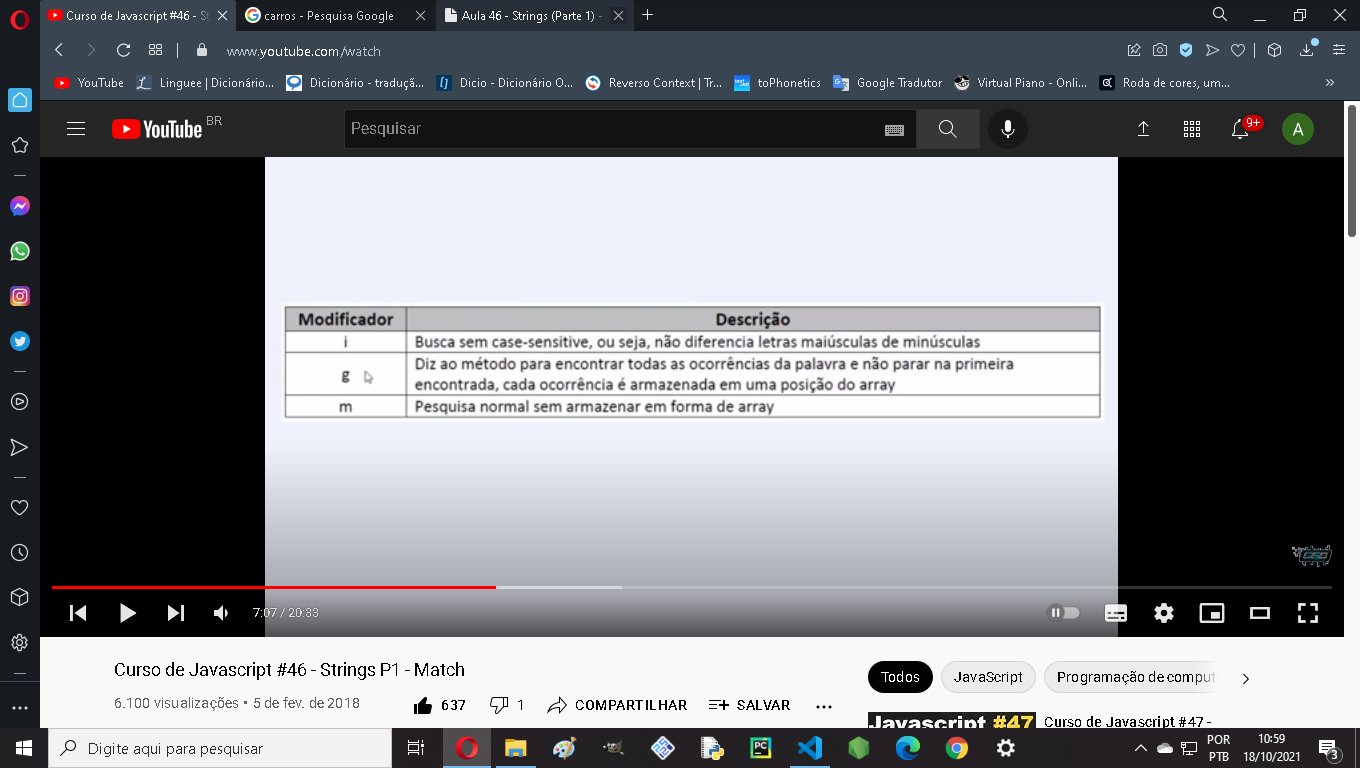 Curso de Javascript #46 - St
carros - Pesquisa Google
Aula 46 - Strings (Parte 1) -
www.youtube.com/watch
YouTube
Linguee | Dicionário...
Dicionário - traduçã...
Dicio - Dicionário O...
Reverso Context | Tr...
toPhonetics
Google Tradutor
Virtual Piano - Onli...
Roda de cores, um...
YouTube BR
Pesquisar
9+
A
Modificador Descrição
i Busca sem case-sensitive, ou seja, não diferencia letras maiúsculas de minúsculas
g Diz ao método para encontrar todas as ocorrências da palavra e não parar na primeira
encontrada, cada ocorrência é armazenada em uma posição do array
m Pesquisa normal sem armazenar em forma de array
7:07 / 20:33
Curso de Javascript #46 - Strings P1 - Match
6.100 visualizações • 5 de fev. de 2018
637
1
COMPARTILHAR
SALVAR
Todos
JavaScript
Programação de comput
Javascript #47
Curso de Javascript #47 -
Digite aqui para pesquisar
PC
POR
PTB
10:59
18/10/2021
3